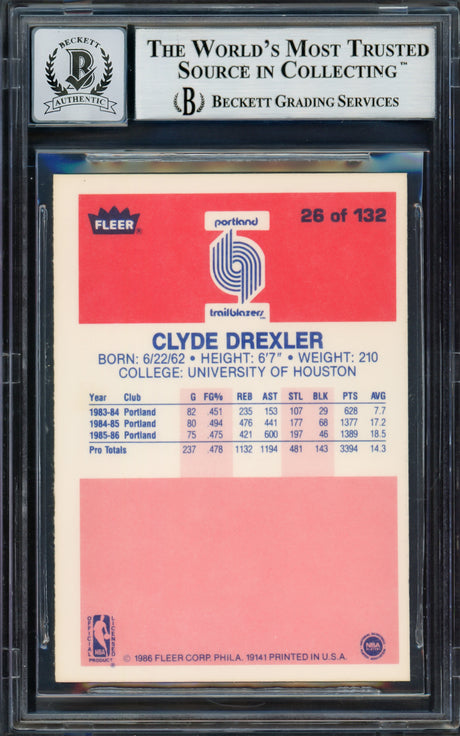 BECKETT
B
AUTHENTIC
THE WORLD'S MOST TRUSTED
SOURCE IN COLLECTING™
B BECKETT GRADING SERVICES
FLEER®
portland
trailblazers
26 of 132
CLYDE DREXLER
BORN: 6/22/62 • HEIGHT: 6'7" • WEIGHT: 210
COLLEGE: UNIVERSITY OF HOUSTON
Year Club G FG% REB AST STL BLK PTS AVG
1983-84 Portland 82 .451 235 153 107 29 628 7.7
1984-85 Portland 80 .494 476 441 177 68 1377 17.2
1985-86 Portland 75 .475 421 600 197 46 1389 18.5
Pro Totals 237 .478 1132 1194 481 143 3394 14.3
OFFICIAL LICENSED
NBA
PRODUCT
NBA
© 1986 FLEER CORP. PHILA. 19141 PRINTED IN U.S.A.